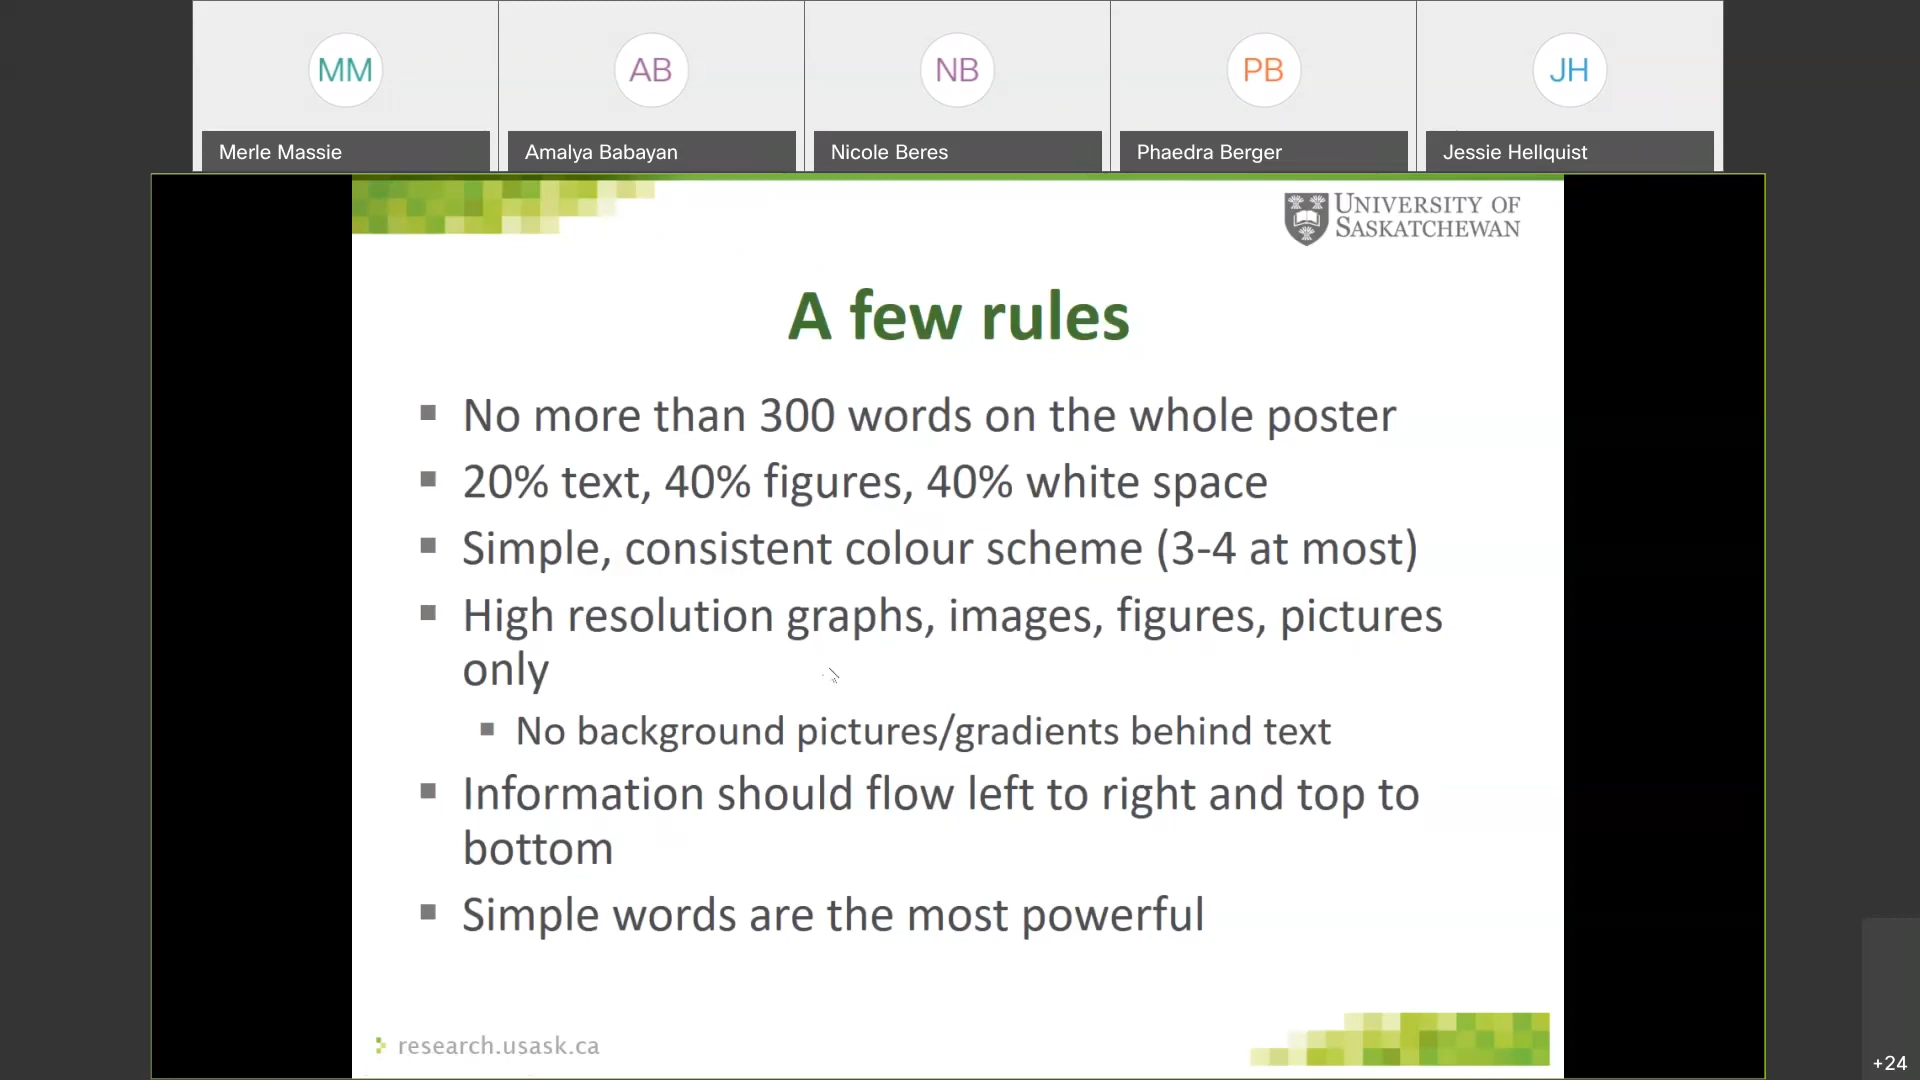 MM
AB
NB
PB
JH
Merle Massie
Amalya Babayan
Nicole Beres
Phaedra Berger
Jessie Hellquist
UNIVERSITY OF
SASKATCHEWAN
A few rules
No more than 300 words on the whole poster
20% text, 40% figures, 40% white space
Simple, consistent colour scheme (3-4 at most)
High resolution graphs, images, figures, pictures
only
No background pictures/gradients behind text
Information should flow left to right and top to
bottom
Simple words are the most powerful
research.usask.ca
+24